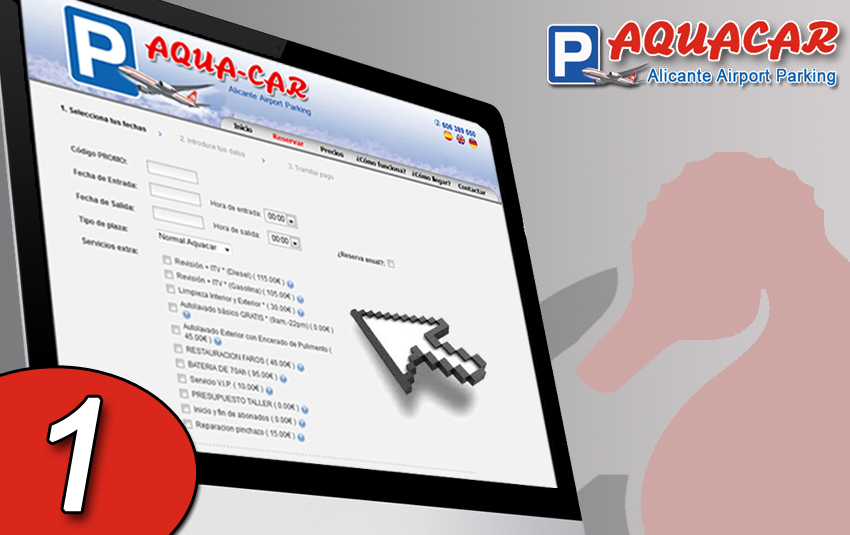 P AQUACAR
Alicante Airport Parking
P AQUA-CAR
Alicante Airport Parking
606 389 550
Inicio Reservar Precios ¿Cómo funciona? ¿Cómo llegar? Contactar
1. Selecciona tus fechas > 2. Introduce tus datos > 3. Tramitar pago
Código PROMO:
Fecha de Entrada: Hora de entrada: 00:00
Fecha de Salida: Hora de salida: 00:00
Tipo de plaza: Normal Aquacar ¿Reserva anual?:
Servicios extra:
Revisión + ITV * (Diesel) ( 115.00€ )
Revisión + ITV * (Gasolina) ( 105.00€ )
Limpieza Interior y Exterior * ( 30.00€ )
Autolavado básico GRATIS * (9am.-22pm) ( 0.00€ )
Autolavado Exterior con Encerado de Pulimento (
45.00€ )
RESTAURACION FAROS ( 45.00€ )
BATERIA DE 70Ah ( 95.00€ )
Servicio V.I.P. ( 10.00€ )
PRESUPUESTO TALLER ( 0.00€ )
Inicio y fin de abonados ( 0.00€ )
Reparacion pinchazo ( 15.00€ )
1